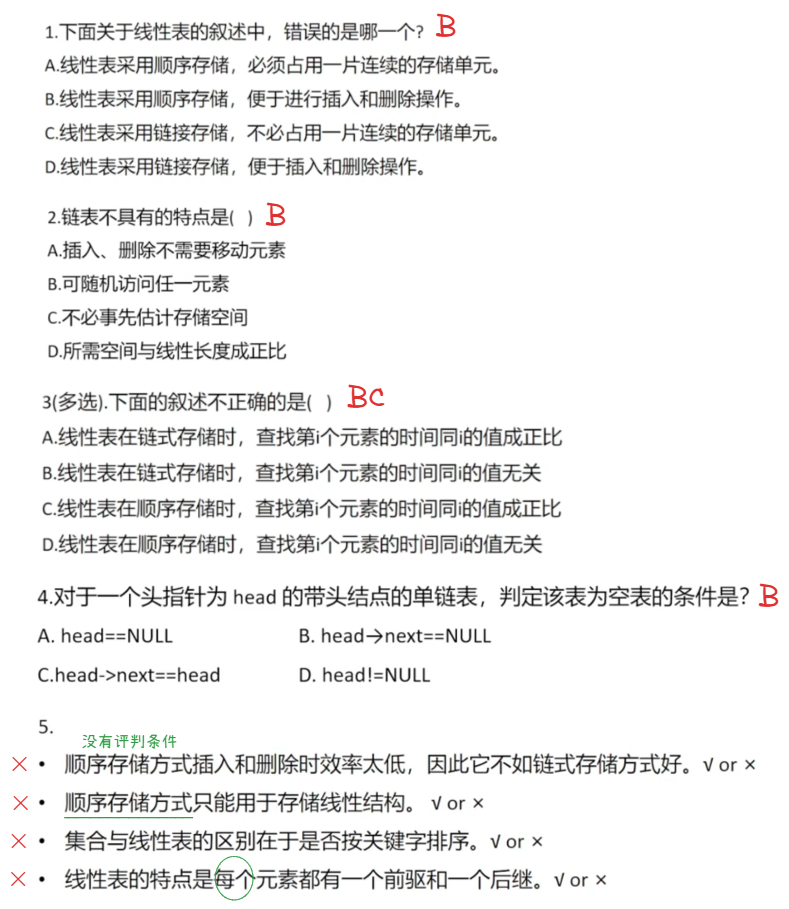 1.下面关于线性表的叙述中，错误的是哪一个? B
A.线性表采用顺序存储，必须占用一片连续的存储单元。
B.线性表采用顺序存储，便于进行插入和删除操作。
C.线性表采用链接存储，不必占用一片连续的存储单元。
D.线性表采用链接存储，便于插入和删除操作。
2.链表不具有的特点是( ) B
A.插入、删除不需要移动元素
B.可随机访问任一元素
C.不必事先估计存储空间
D.所需空间与线性长度成正比
3(多选).下面的叙述不正确的是( ) BC
A.线性表在链式存储时，查找第i个元素的时间同i的值成正比
B.线性表在链式存储时，查找第i个元素的时间同i的值无关
C.线性表在顺序存储时，查找第i个元素的时间同i的值成正比
D.线性表在顺序存储时，查找第i个元素的时间同i的值无关
4.对于一个头指针为 head 的带头结点的单链表，判定该表为空表的条件是? B
A. head==NULL B. head→next==NULL
C.head->next==head D. head!=NULL
5.
没有评判条件
× • 顺序存储方式插入和删除时效率太低，因此它不如链式存储方式好。√ or ×
× • 顺序存储方式只能用于存储线性结构。 √ or ×
× • 集合与线性表的区别在于是否按关键字排序。√ or ×
× • 线性表的特点是每个元素都有一个前驱和一个后继。√ or ×